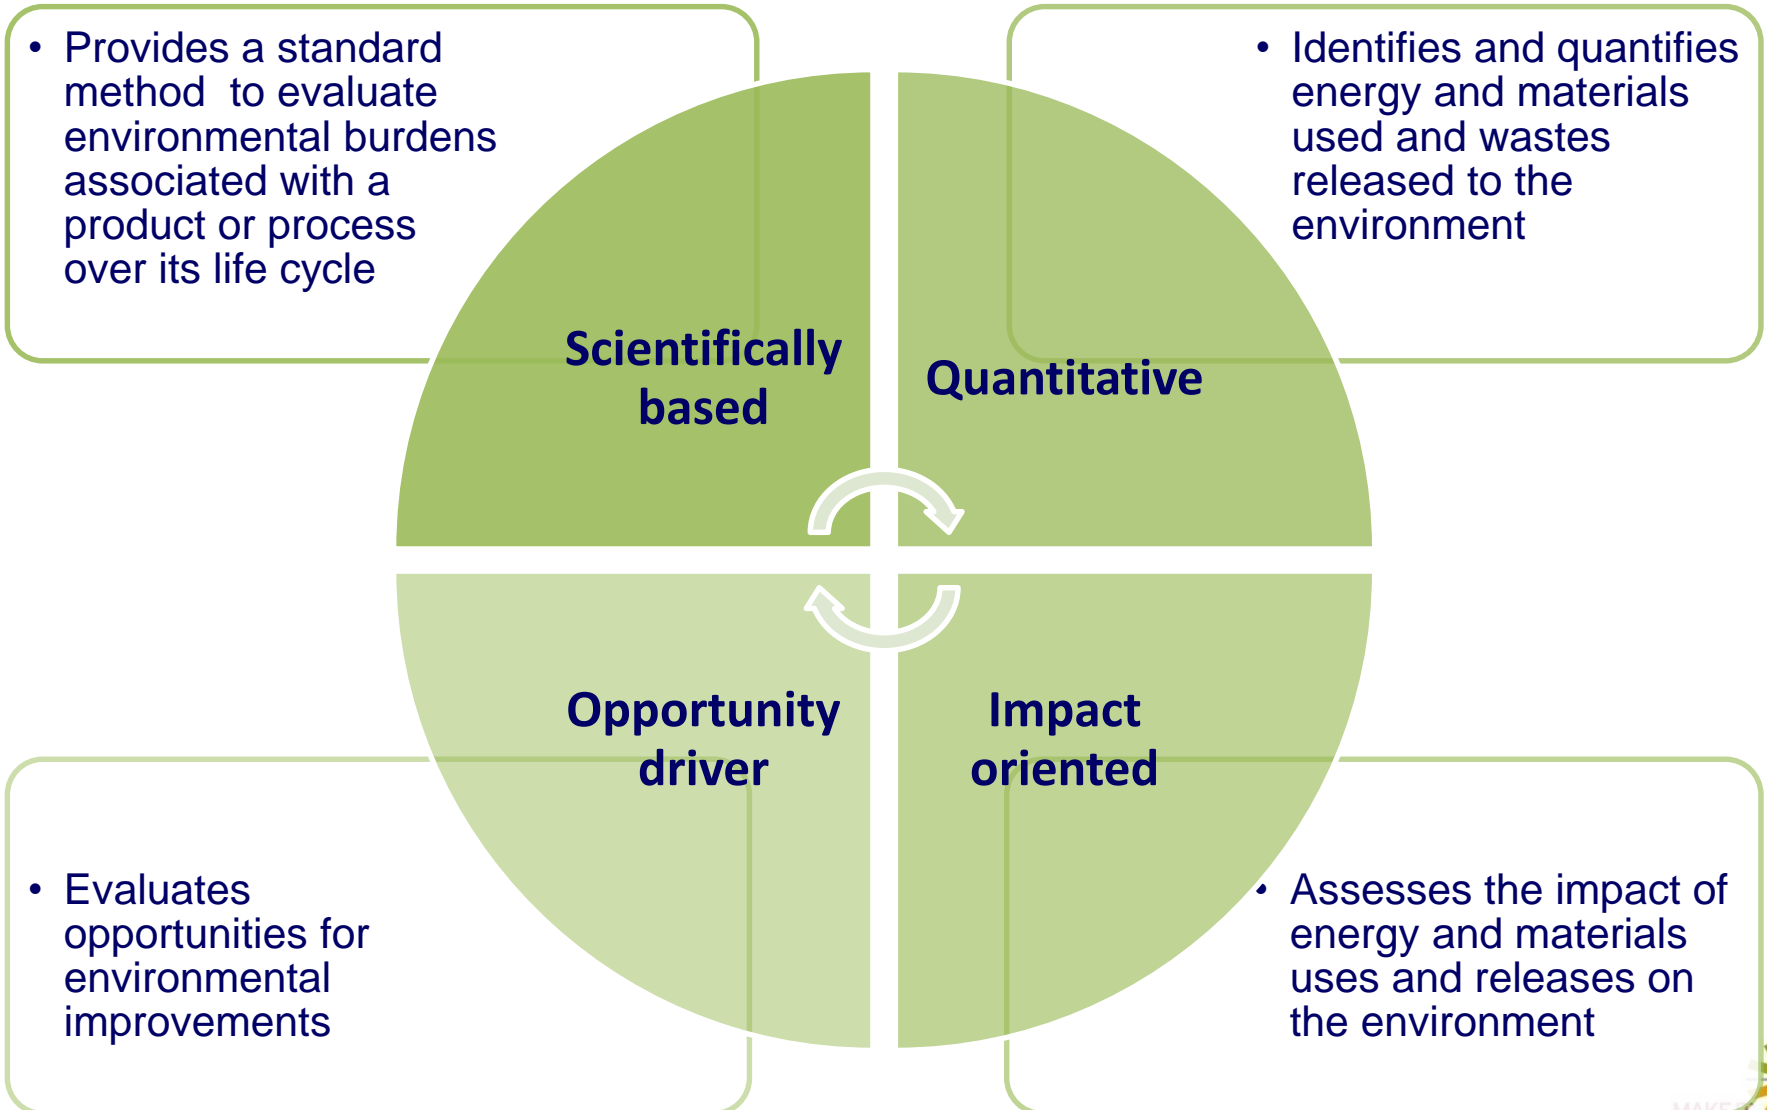 • Provides a standard
method  to evaluate
environmental burdens
associated with a
product or process
over its life cycle
• Identifies and quantifies
energy and materials
used and wastes
released to the
environment
Scientifically
based
Quantitative
Opportunity
driver
Impact
oriented
• Evaluates
opportunities for
environmental
improvements
• Assesses the impact of
energy and materials
uses and releases on
the environment